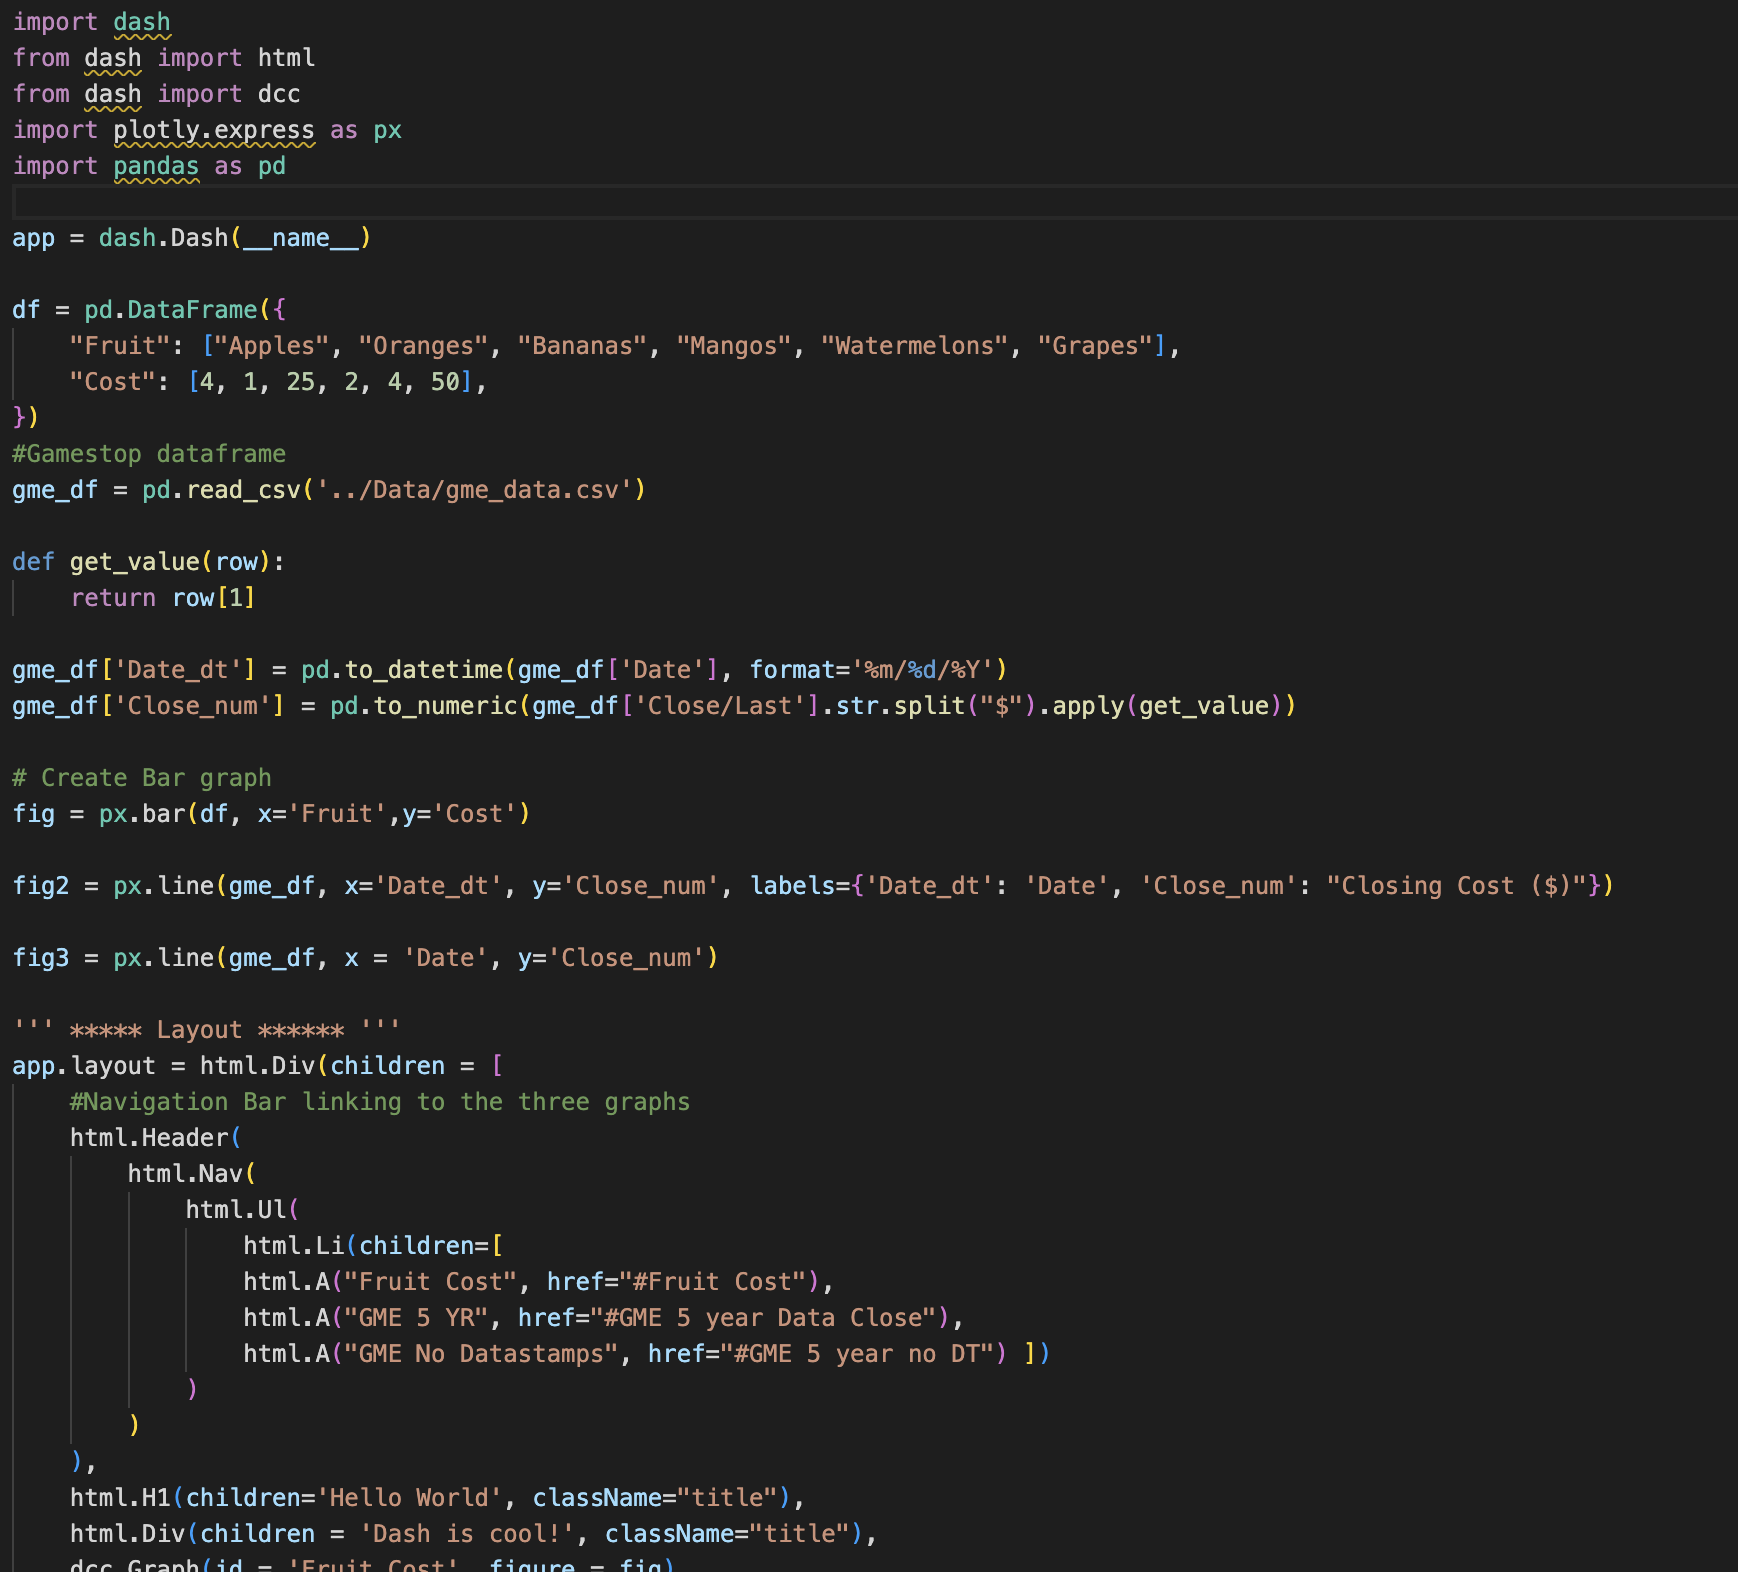 import dash
from dash import html
from dash import dcc
import plotly.express as px
import pandas as pd

app = dash.Dash(__name__)

df = pd.DataFrame({
    "Fruit": ["Apples", "Oranges", "Bananas", "Mangos", "Watermelons", "Grapes"],
    "Cost": [4, 1, 25, 2, 4, 50],
})
#Gamestop dataframe
gme_df = pd.read_csv('../Data/gme_data.csv')

def get_value(row):
    return row[1]

gme_df['Date_dt'] = pd.to_datetime(gme_df['Date'], format='%m/%d/%Y')
gme_df['Close_num'] = pd.to_numeric(gme_df['Close/Last'].str.split("$").apply(get_value))

# Create Bar graph
fig = px.bar(df, x='Fruit',y='Cost')

fig2 = px.line(gme_df, x='Date_dt', y='Close_num', labels={'Date_dt': 'Date', 'Close_num': "Closing Cost ($)"})

fig3 = px.line(gme_df, x = 'Date', y='Close_num')

''' ***** Layout ****** '''
app.layout = html.Div(children = [
    #Navigation Bar linking to the three graphs
    html.Header(
        html.Nav(
            html.Ul(
                html.Li(children=[
                html.A("Fruit Cost", href="#Fruit Cost"),
                html.A("GME 5 YR", href="#GME 5 year Data Close"),
                html.A("GME No Datastamps", href="#GME 5 year no DT") ])
            )
        )
    ),
    html.H1(children='Hello World', className="title"),
    html.Div(children = 'Dash is cool!', className="title"),
    dcc.Graph(id = 'Fruit Cost', figure = fig)